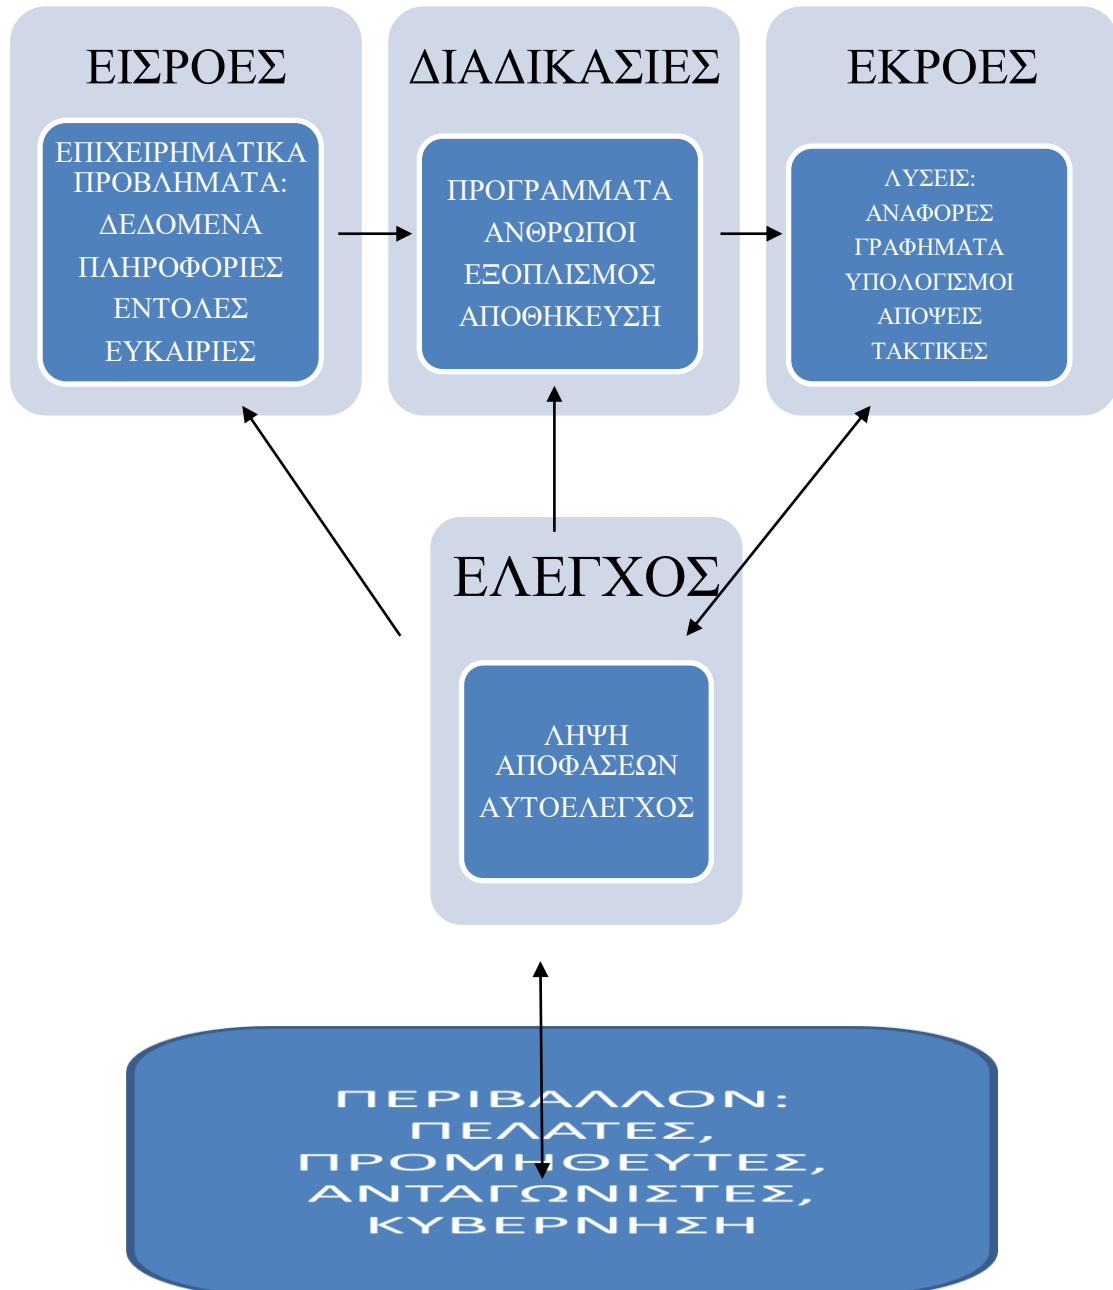 ΕΙΣΡΟΕΣ
ΕΠΙΧΕΙΡΗΜΑΤΙΚΑ
ΠΡΟΒΛΗΜΑΤΑ:
ΔΕΔΟΜΕΝΑ
ΠΛΗΡΟΦΟΡΙΕΣ
ΕΝΤΟΛΕΣ
ΕΥΚΑΙΡΙΕΣ
ΔΙΑΔΙΚΑΣΙΕΣ
ΠΡΟΓΡΑΜΜΑΤΑ
ΑΝΘΡΩΠΟΙ
ΕΞΟΠΛΙΣΜΟΣ
ΑΠΟΘΗΚΕΥΣΗ
ΕΚΡΟΕΣ
ΛΥΣΕΙΣ:
ΑΝΑΦΟΡΕΣ
ΓΡΑΦΗΜΑΤΑ
ΥΠΟΛΟΓΙΣΜΟΙ
ΑΠΟΨΕΙΣ
ΤΑΚΤΙΚΕΣ
ΕΛΕΓΧΟΣ
ΛΗΨΗ
ΑΠΟΦΑΣΕΩΝ
ΑΥΤΟΕΛΕΓΧΟΣ
ΠΕΡΙΒΑΛΛΟΝ:
ΠΕΛΑΤΕΣ,
ΠΡΟΜΗΘΕΥΤΕΣ,
ΑΝΤΑΓΩΝΙΣΤΕΣ,
ΚΥΒΕΡΝΗΣΗ